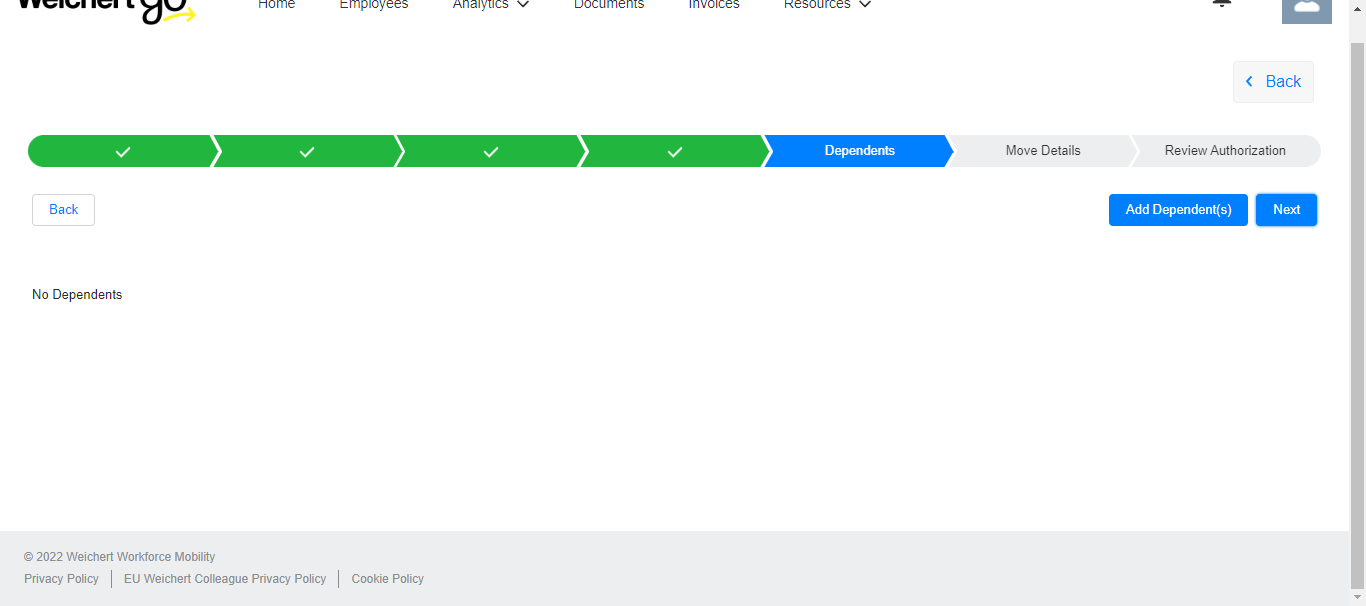 Weichert go
Home Employees Analytics Documents Invoices Resources
Back
Dependents Move Details Review Authorization
Back Add Dependent(s) Next
No Dependents
© 2022 Weichert Workforce Mobility
Privacy Policy EU Weichert Colleague Privacy Policy Cookie Policy